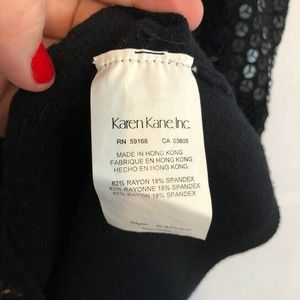 Karen Kane, Inc.
RN 59168 CA 03605
MADE IN HONG KONG
FABRIQUE EN HONG KONG
HECHO EN HONG KONG
82% RAYON 18% SPANDEX
82% RAYONNE 18% SPANDEX
82% RAYON 18% SPANDEX